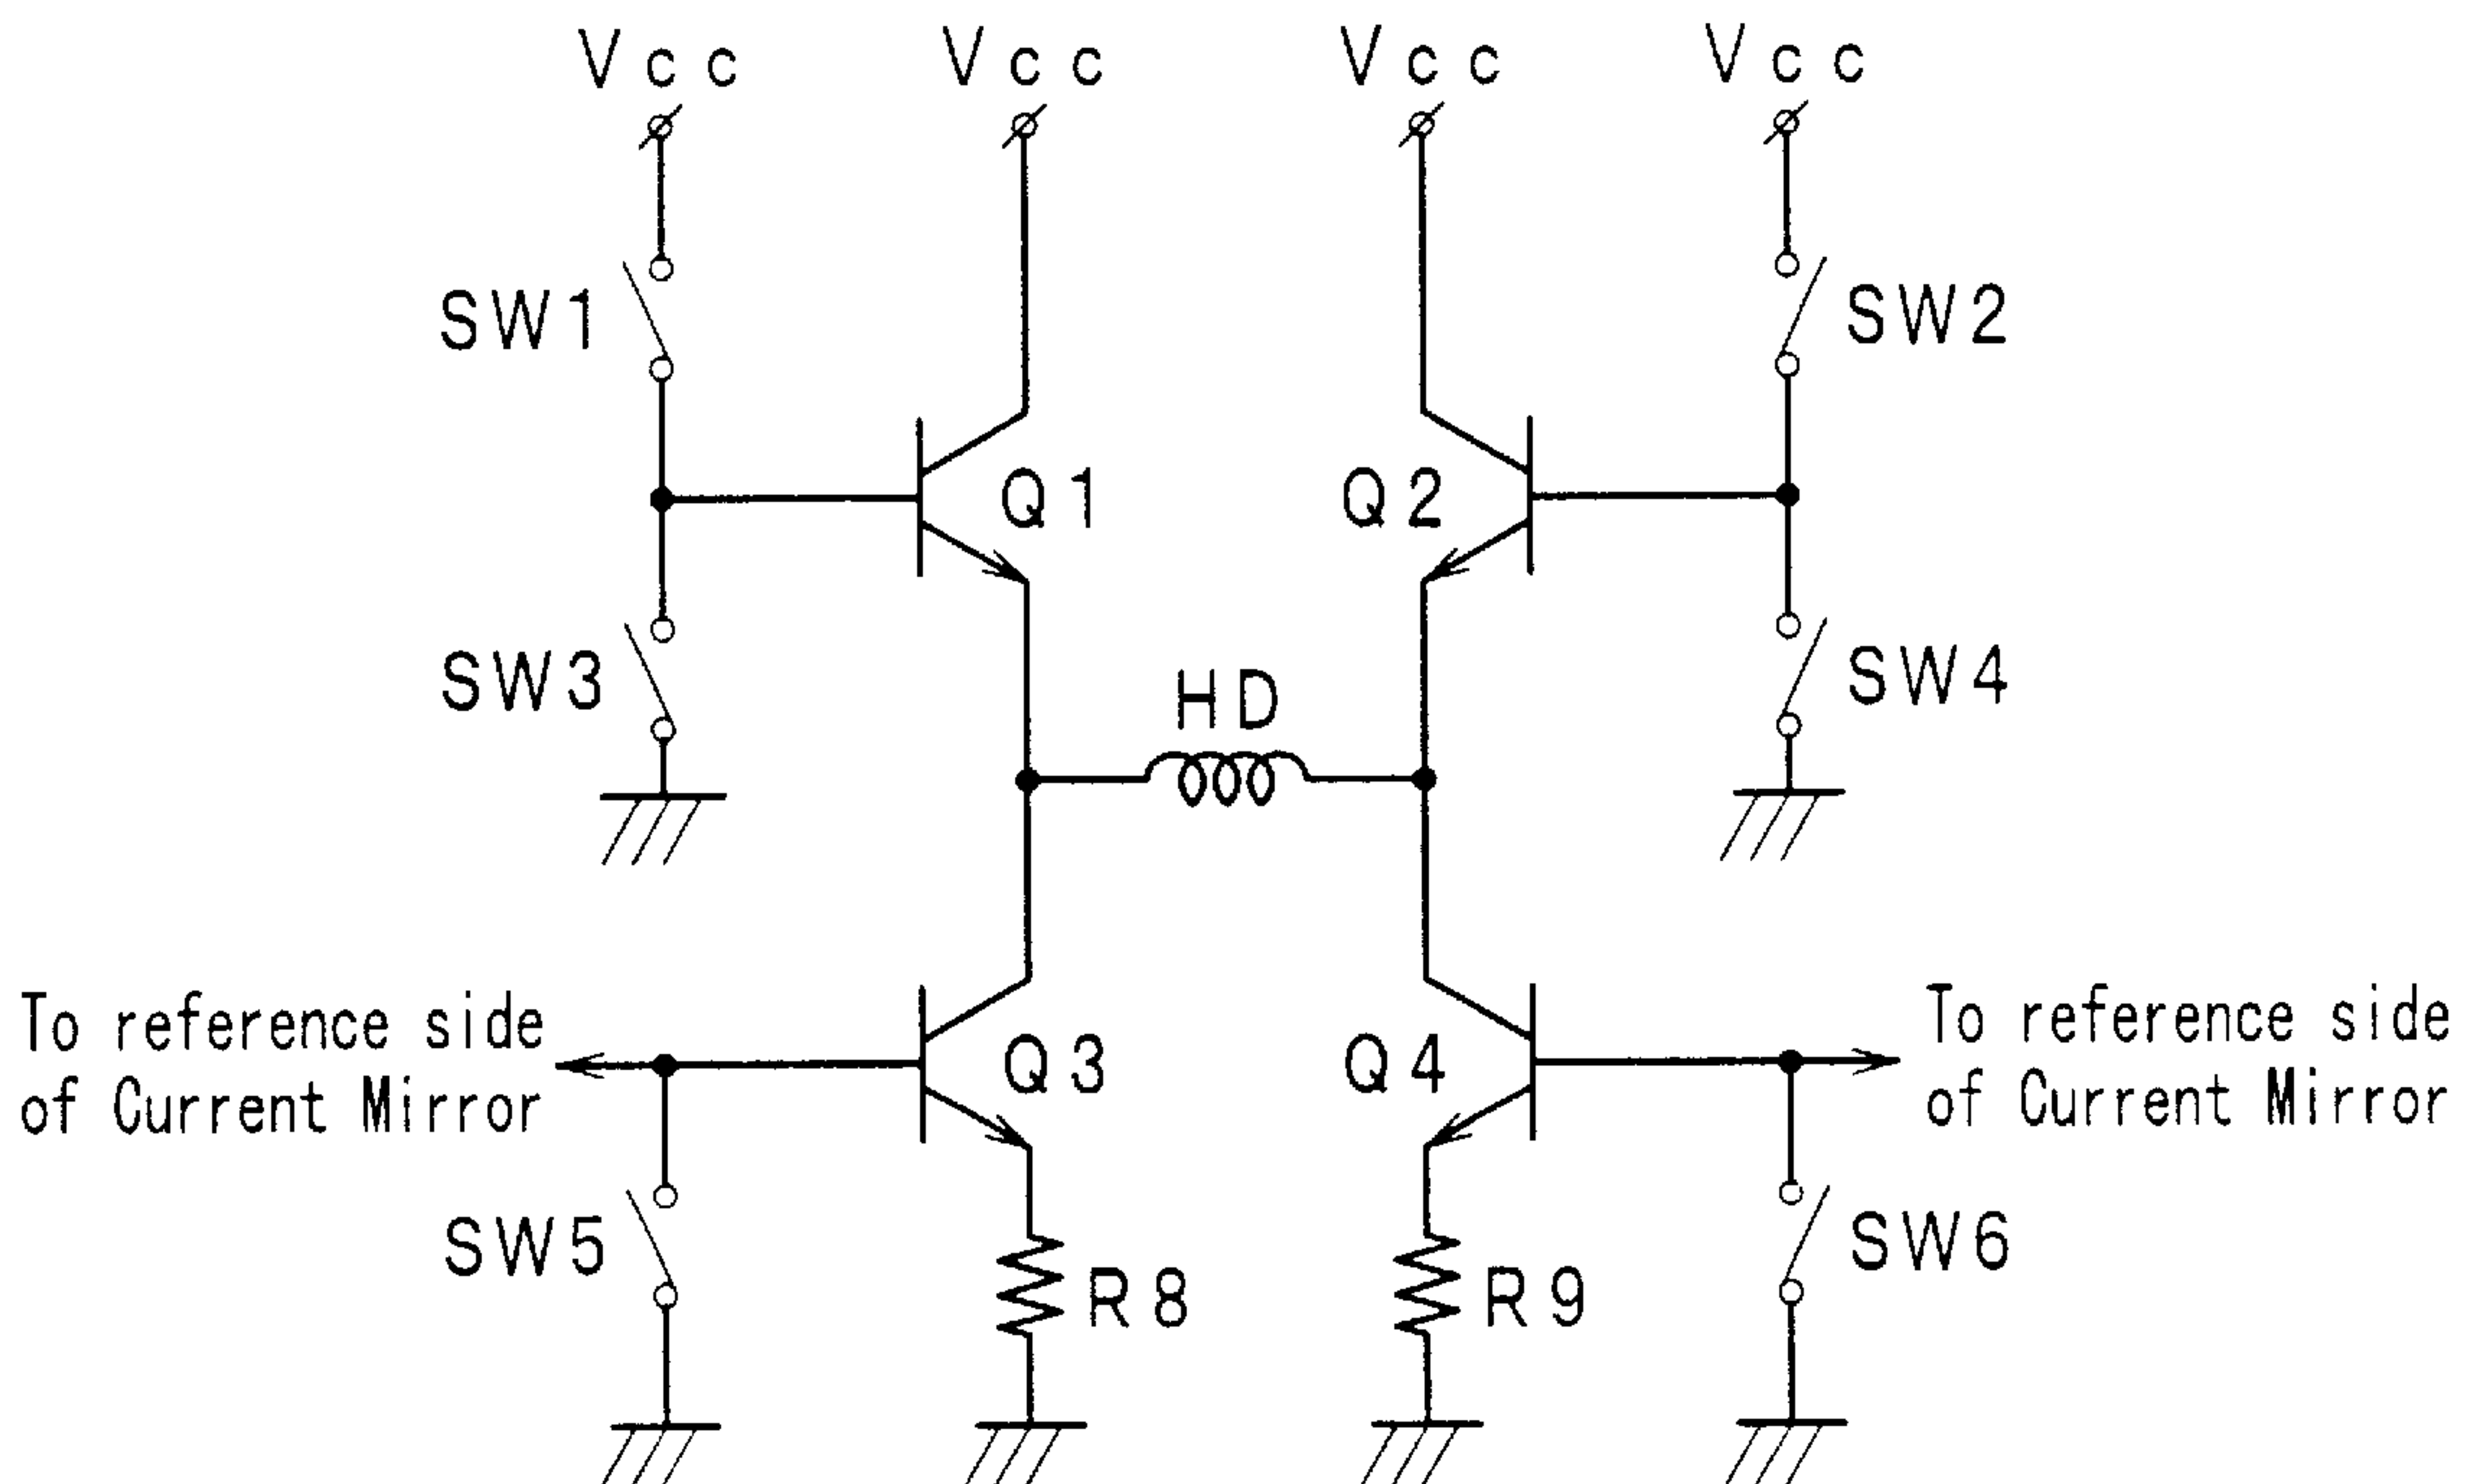 Vcc Vcc Vcc Vcc
SW1 SW2
Q1 Q2
SW3 HD SW4
To reference side
of Current Mirror
Q3 Q4
To reference side
of Current Mirror
SW5 R8 R9 SW6